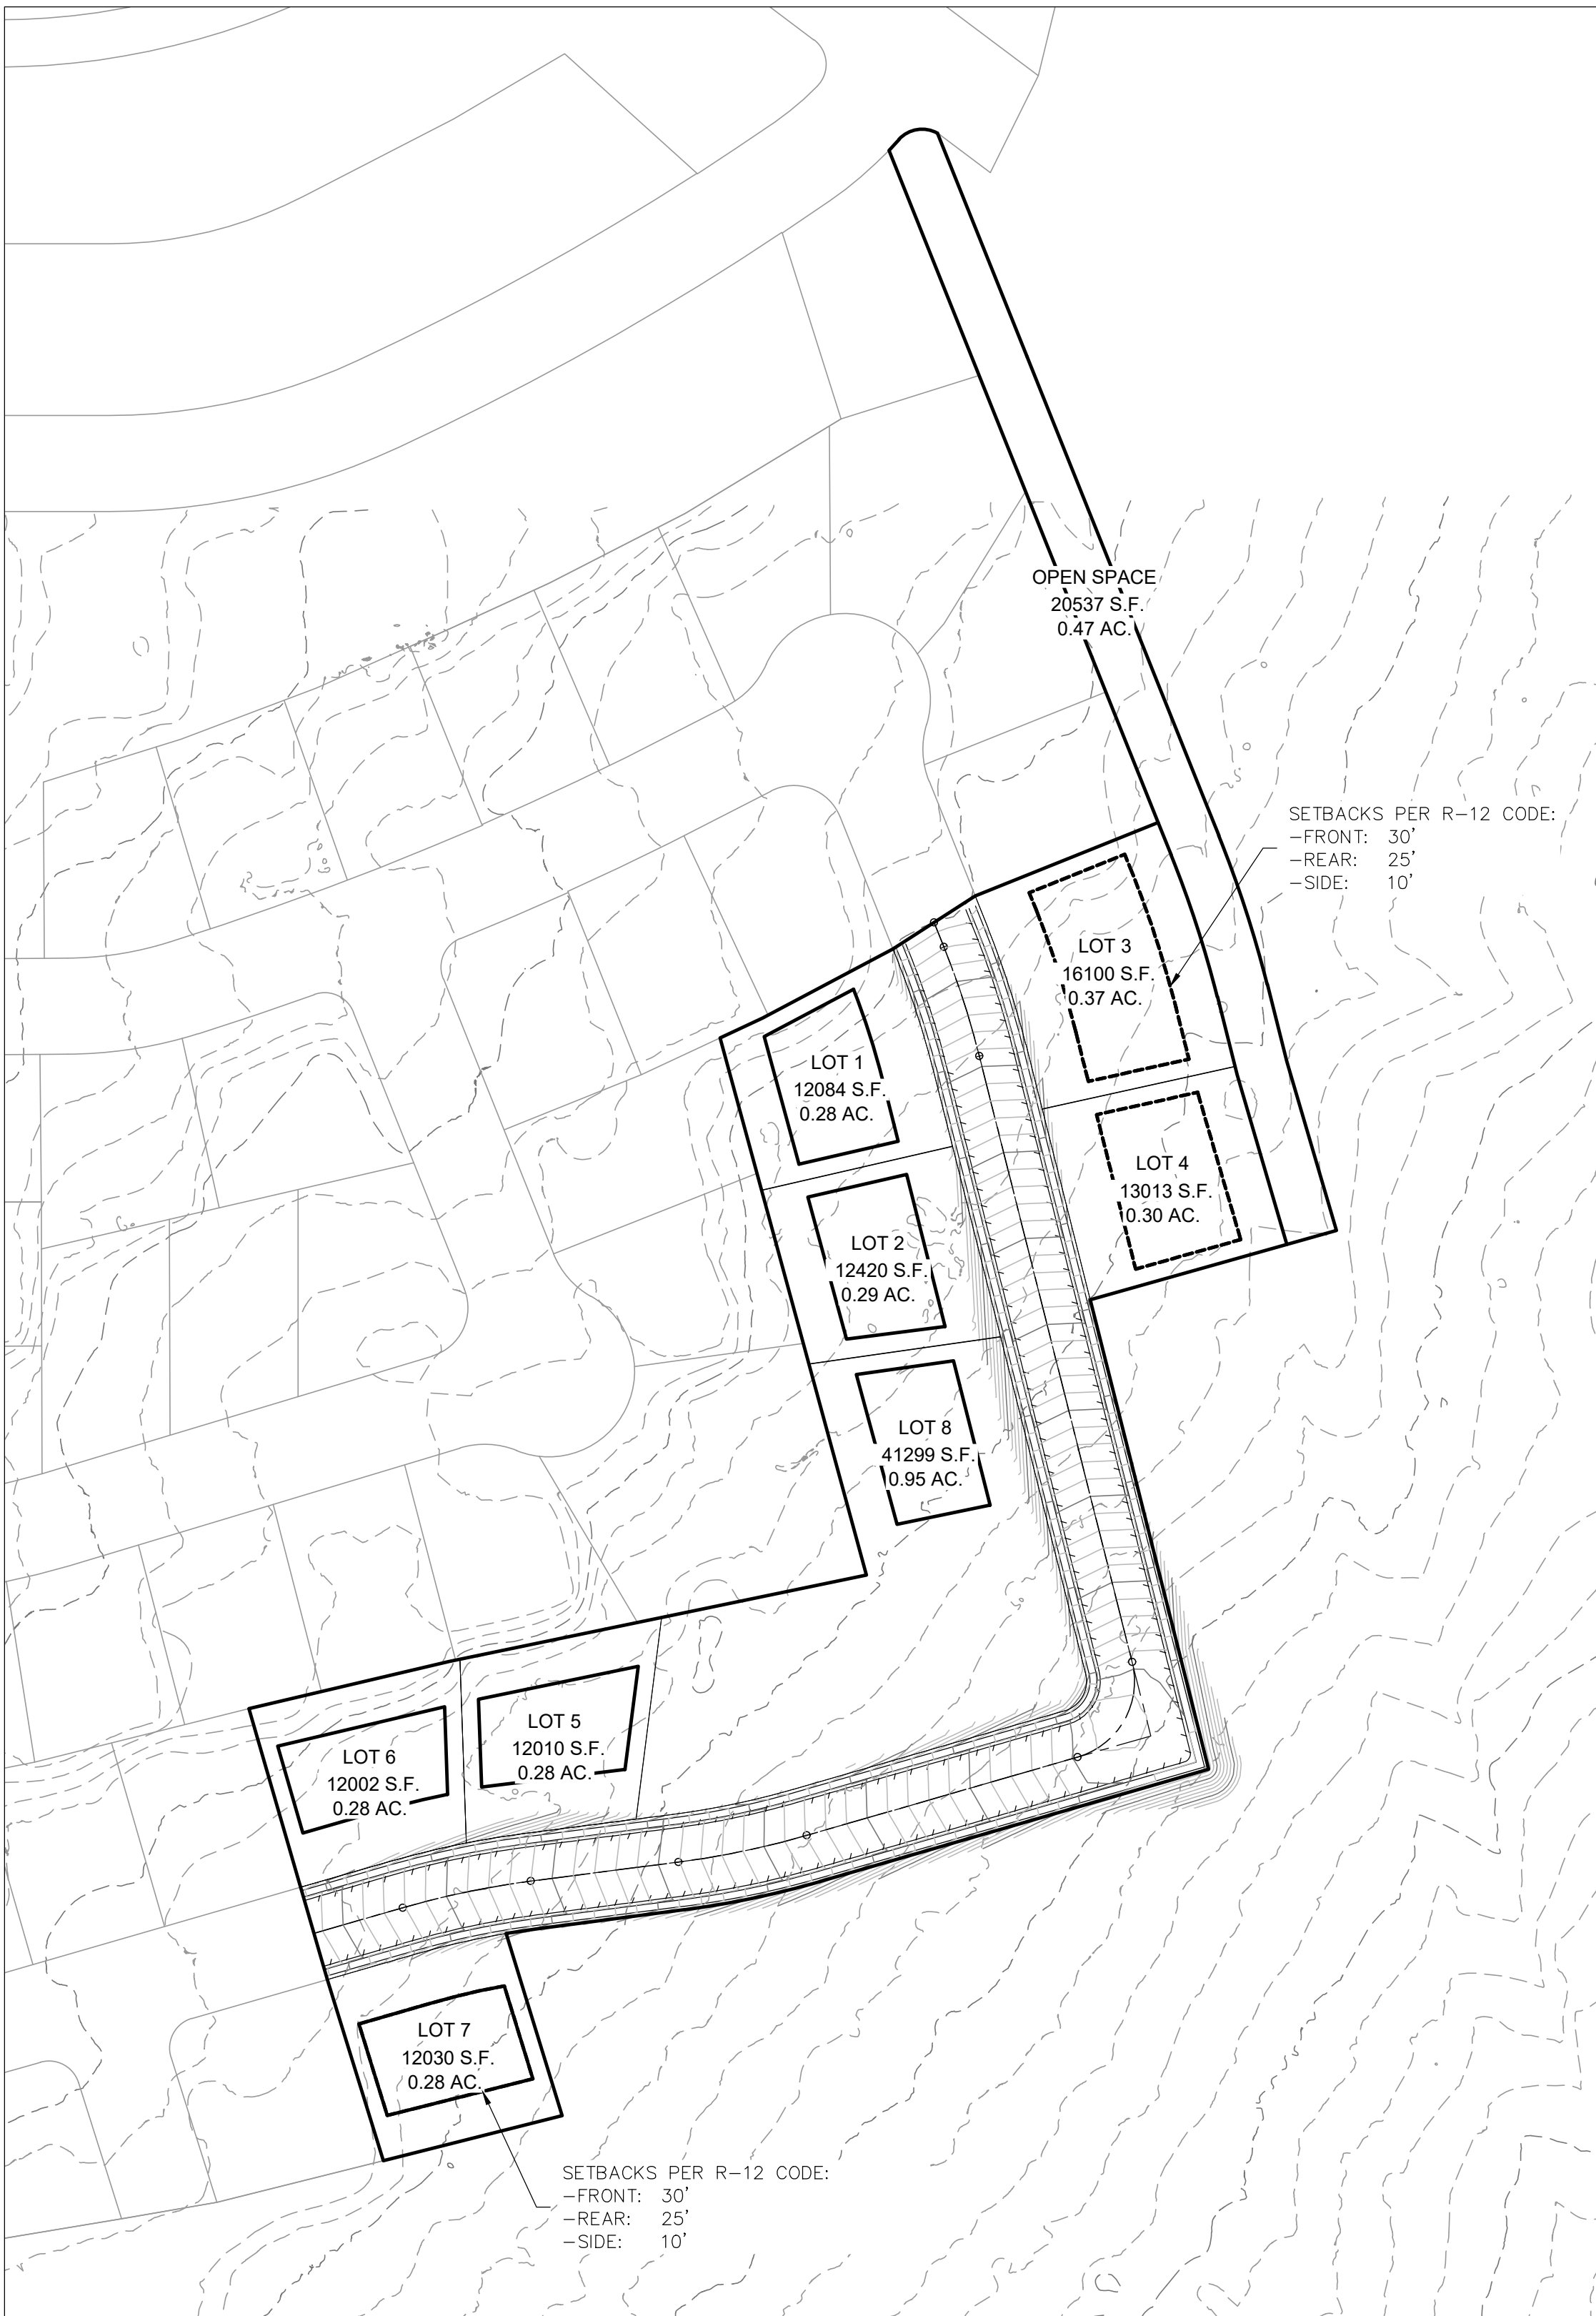 OPEN SPACE
20537 S.F.
0.47 AC.
SETBACKS PER R-12 CODE:
-FRONT: 30'
-REAR: 25'
-SIDE: 10'
LOT 3
16100 S.F.
0.37 AC.
LOT 1
12084 S.F.
0.28 AC.
LOT 4
13013 S.F.
0.30 AC.
LOT 2
12420 S.F.
0.29 AC.
LOT 8
41299 S.F.
0.95 AC.
LOT 5
12010 S.F.
0.28 AC.
LOT 6
12002 S.F.
0.28 AC.
LOT 7
12030 S.F.
0.28 AC.
SETBACKS PER R-12 CODE:
-FRONT: 30'
-REAR: 25'
-SIDE: 10'